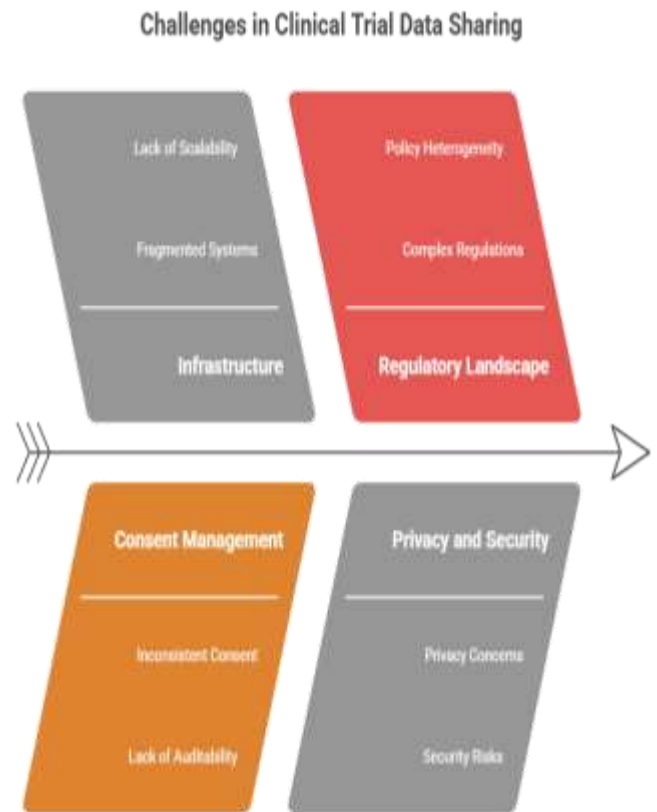 Challenges in Clinical Trial Data Sharing
Lack of Scalability
Fragmented Systems
Infrastructure
Policy Heterogeneity
Complex Regulations
Regulatory Landscape
Consent Management
Inconsistent Consent
Lack of Auditability
Privacy and Security
Privacy Concerns
Security Risks